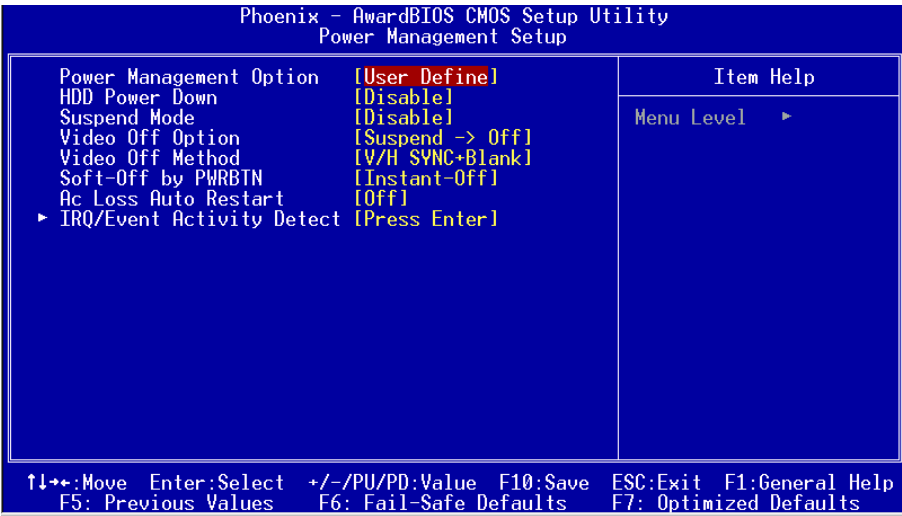 Phoenix - AwardBIOS CMOS Setup Utility
Power Management Setup
Power Management Option [User Define]
HDD Power Down [Disable]
Suspend Mode [Disable]
Video Off Option [Suspend -> Off]
Video Off Method [V/H SYNC+Blank]
Soft-Off by PWRBTN [Instant-Off]
Ac Loss Auto Restart [Off]
► IRQ/Event Activity Detect [Press Enter]
Item Help
Menu Level ►
↑↓→←:Move Enter:Select +/-/PU/PD:Value F10:Save ESC:Exit F1:General Help
F5: Previous Values F6: Fail-Safe Defaults F7: Optimized Defaults